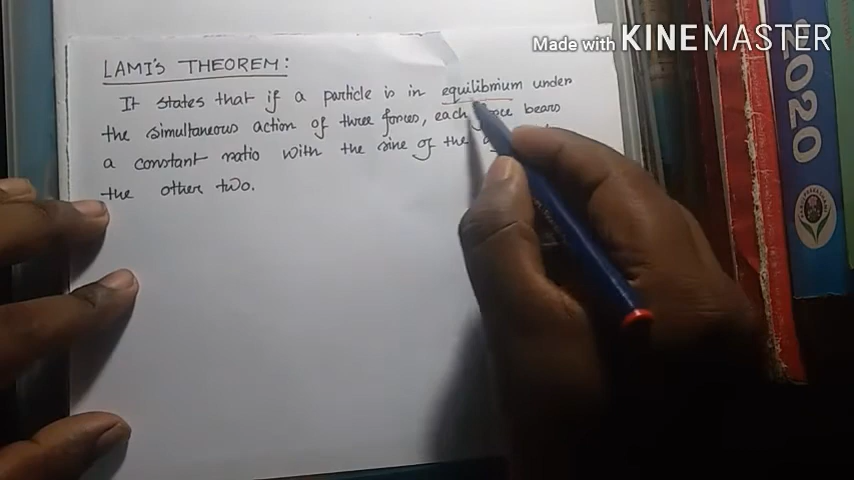 Made with KINEMASTER
LAMI'S THEOREM:
It states that if a particle is in equilibrium under
the simultaneous action of three forces, each force bears
a constant ratio with the sine of the
the other two.
2020